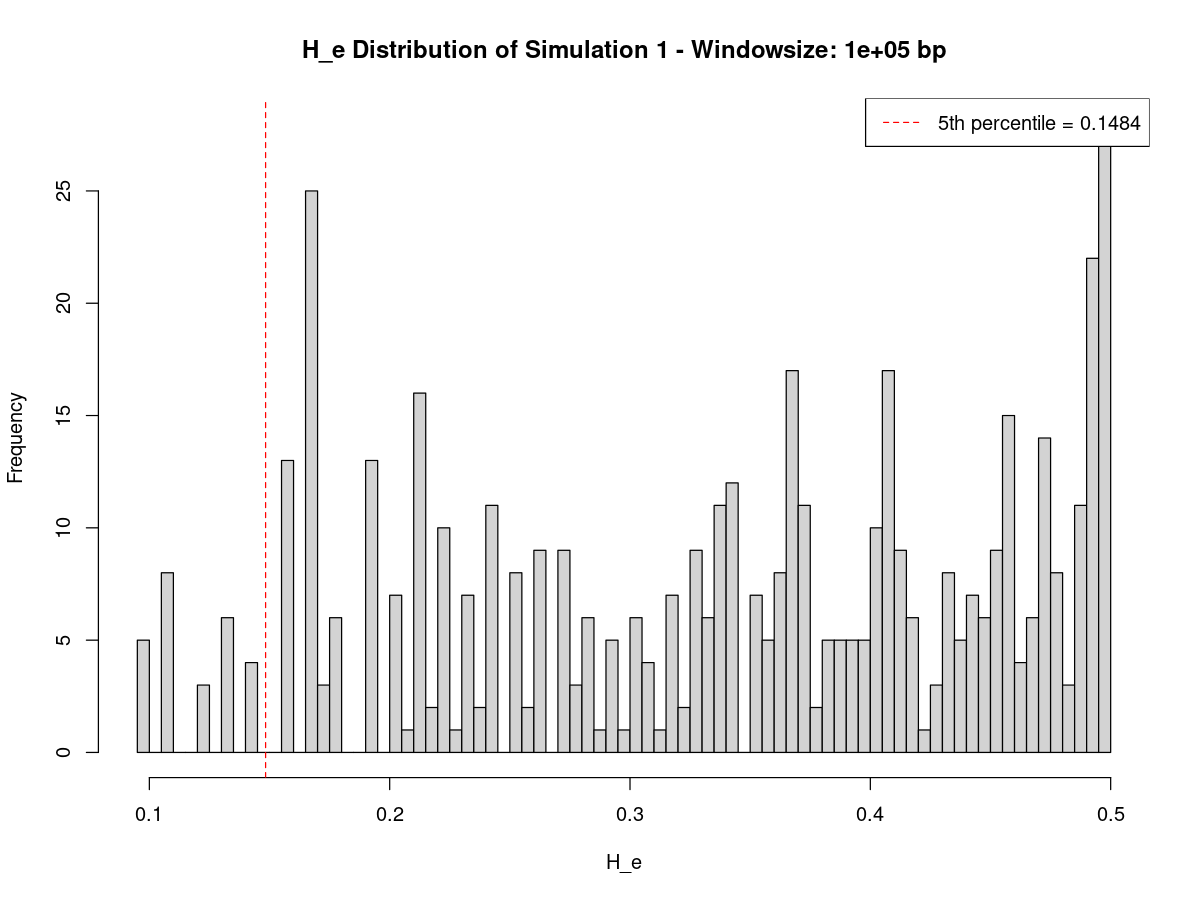 H_e Distribution of Simulation 1 - Windowsize: 1e+05 bp
5th percentile = 0.1484
Frequency
25
20
15
10
5
0
0.1 0.2 0.3 0.4 0.5
H_e